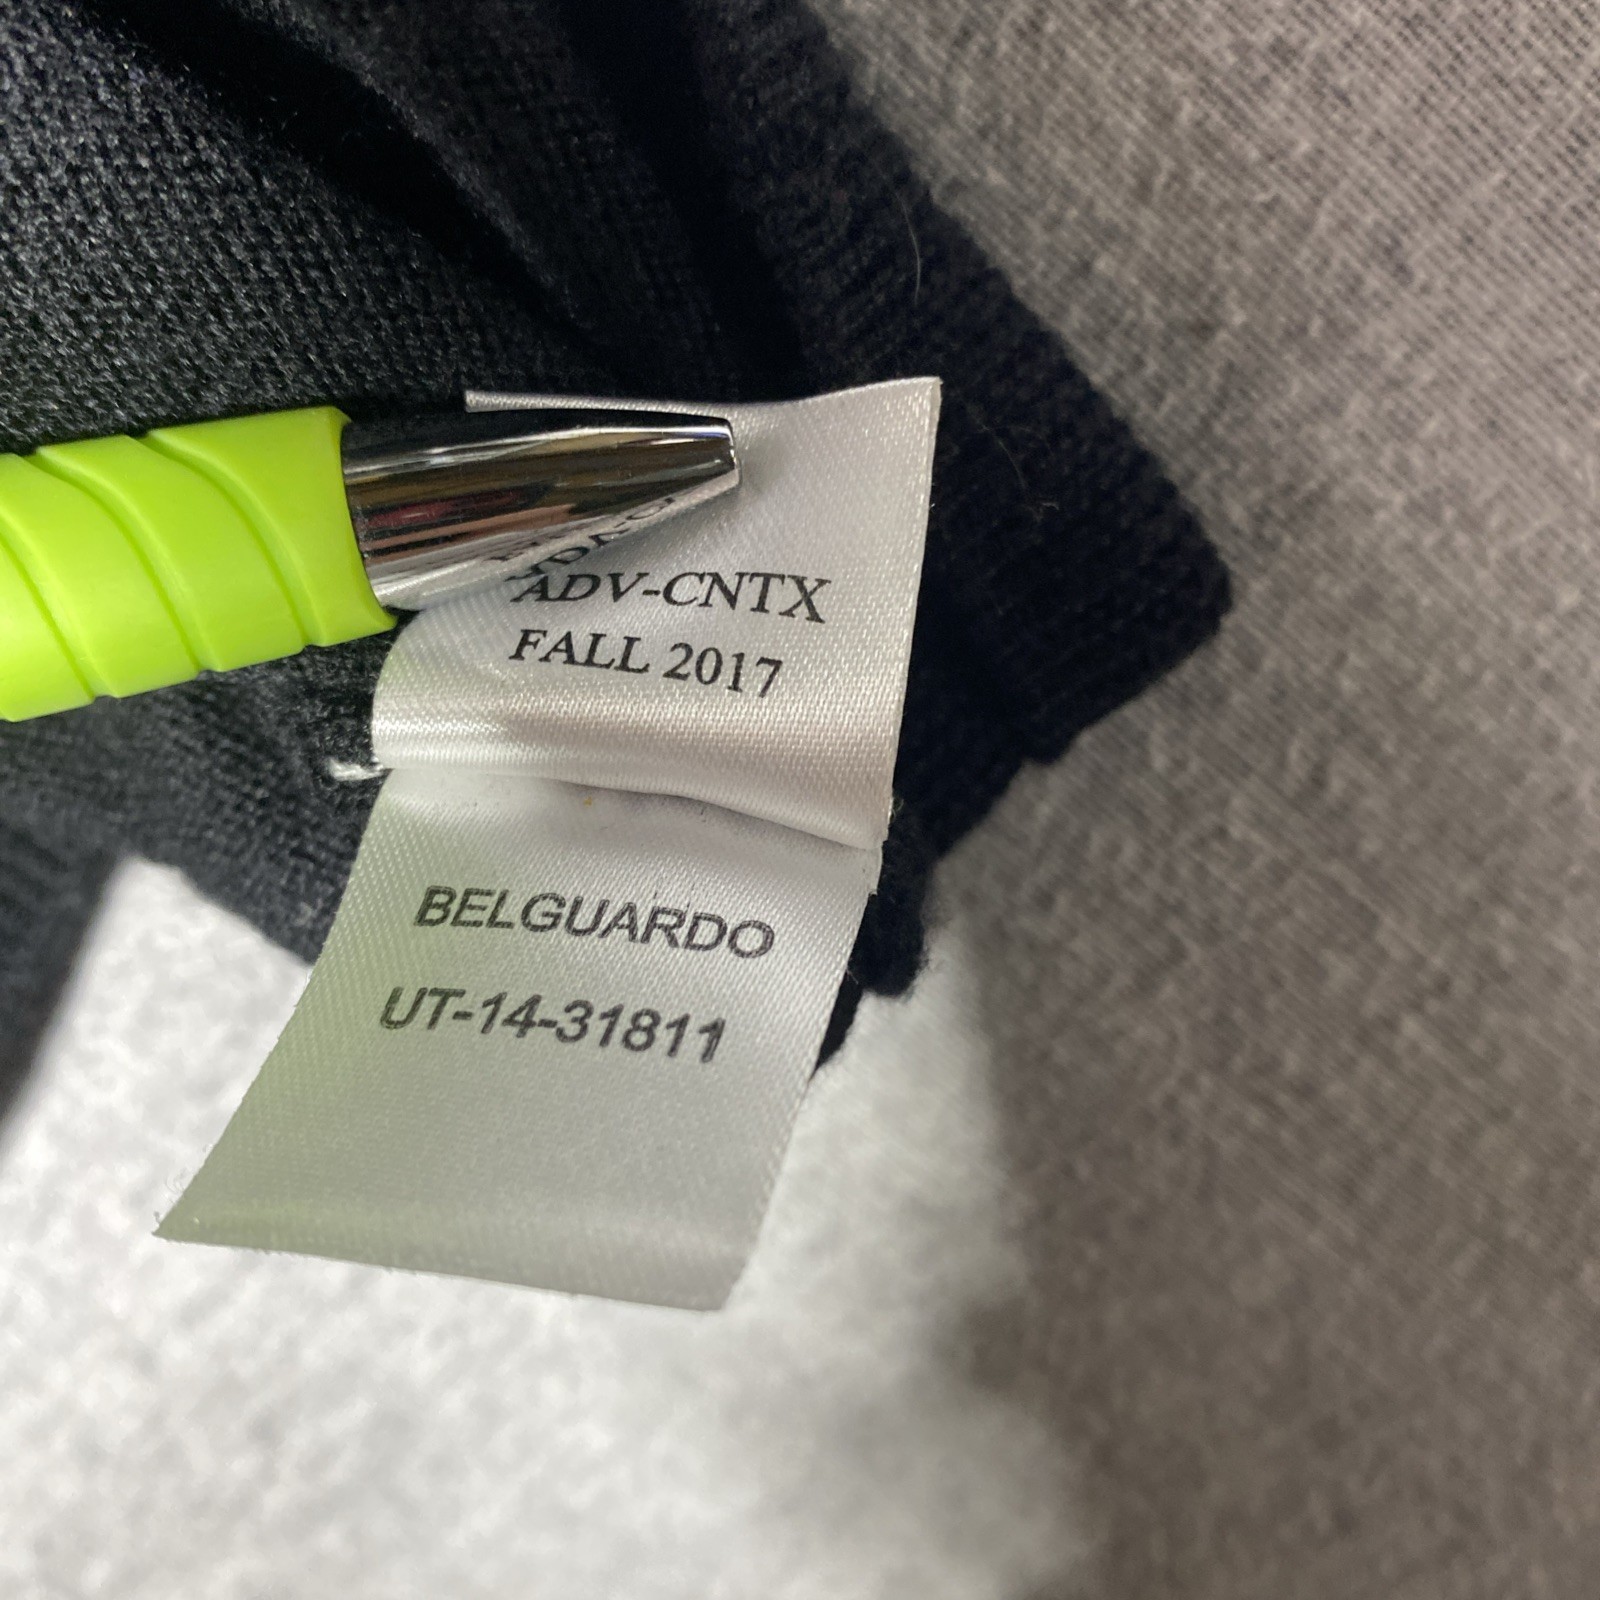 ADV-CNTX
FALL 2017
BELGUARDO
UT-14-31811